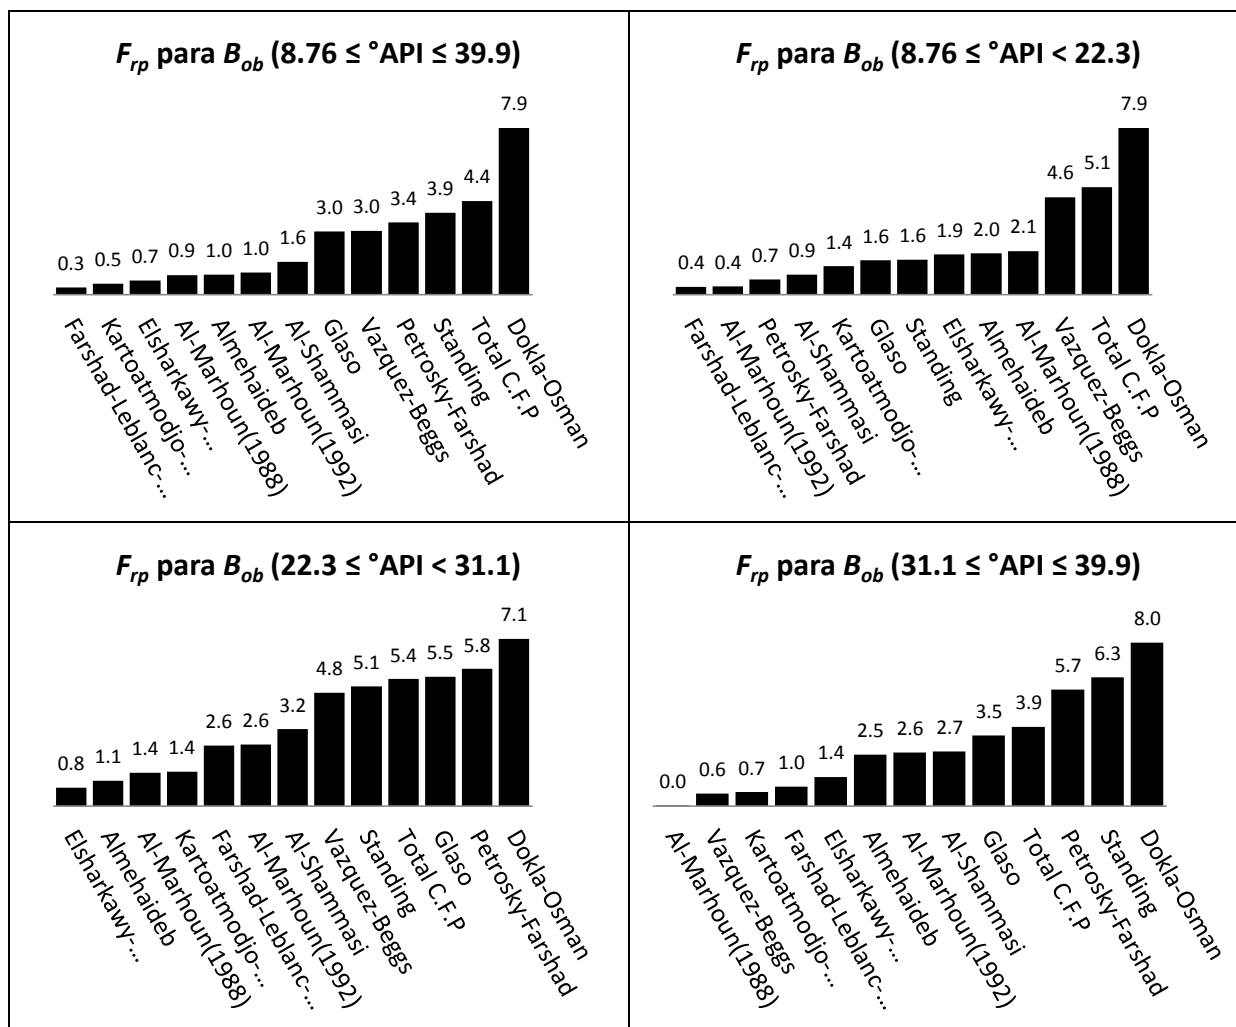 F_rp para B_ob (8.76 ≤ °API ≤ 39.9)
0.3 0.5 0.7 0.9 1.0 1.0 1.6 3.0 3.0 3.4 3.9 4.4 7.9
Farshad-Leblanc-...
Kartoatmodjo-...
Elsharkawy-...
Al-Marhoun(1988)
Almehaideb
Al-Marhoun(1992)
Al-Shammasi
Glaso
Vazquez-Beggs
Petrosky-Farshad
Standing
Total C.F.P
Dokla-Osman
F_rp para B_ob (8.76 ≤ °API < 22.3)
0.4 0.4 0.7 0.9 1.4 1.6 1.6 1.9 2.0 2.1 4.6 5.1 7.9
Farshad-Leblanc-...
Al-Marhoun(1992)
Petrosky-Farshad
Al-Shammasi
Kartoatmodjo-...
Glaso
Standing
Elsharkawy-...
Almehaideb
Al-Marhoun(1988)
Vazquez-Beggs
Total C.F.P
Dokla-Osman
F_rp para B_ob (22.3 ≤ °API < 31.1)
0.8 1.1 1.4 1.4 2.6 2.6 3.2 4.8 5.1 5.4 5.5 5.8 7.1
Elsharkawy-...
Almehaideb
Al-Marhoun(1988)
Kartoatmodjo-...
Farshad-Leblanc-...
Al-Marhoun(1992)
Al-Shammasi
Vazquez-Beggs
Standing
Total C.F.P
Glaso
Petrosky-Farshad
Dokla-Osman
F_rp para B_ob (31.1 ≤ °API ≤ 39.9)
0.0 0.6 0.7 1.0 1.4 2.5 2.6 2.7 3.5 3.9 5.7 6.3 8.0
Al-Marhoun(1988)
Vazquez-Beggs
Kartoatmodjo-...
Farshad-Leblanc-...
Elsharkawy-...
Almehaideb
Al-Marhoun(1992)
Al-Shammasi
Glaso
Total C.F.P
Petrosky-Farshad
Standing
Dokla-Osman